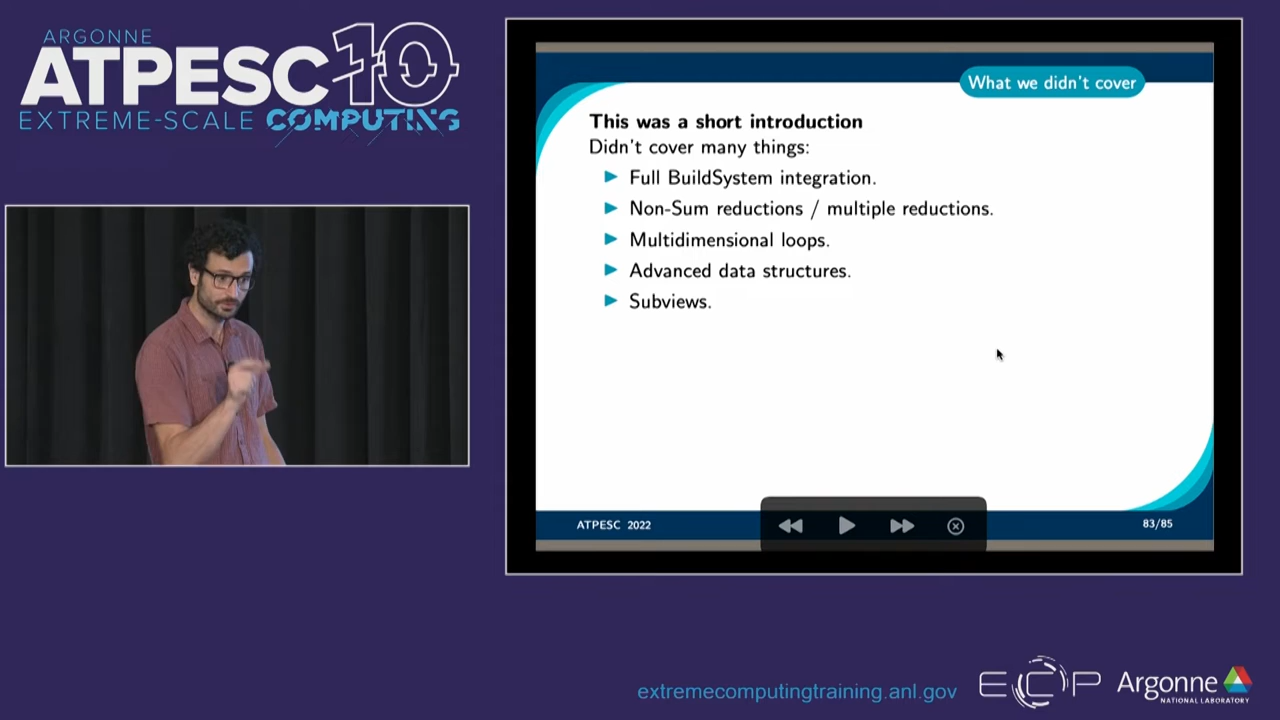 ARGONNE
ATPESC10
EXTREME-SCALE COMPUTING
What we didn't cover
This was a short introduction
Didn't cover many things:
Full BuildSystem integration.
Non-Sum reductions / multiple reductions.
Multidimensional loops.
Advanced data structures.
Subviews.
ATPESC 2022
83/85
extremecomputingtraining.anl.gov
ECP
Argonne
NATIONAL LABORATORY